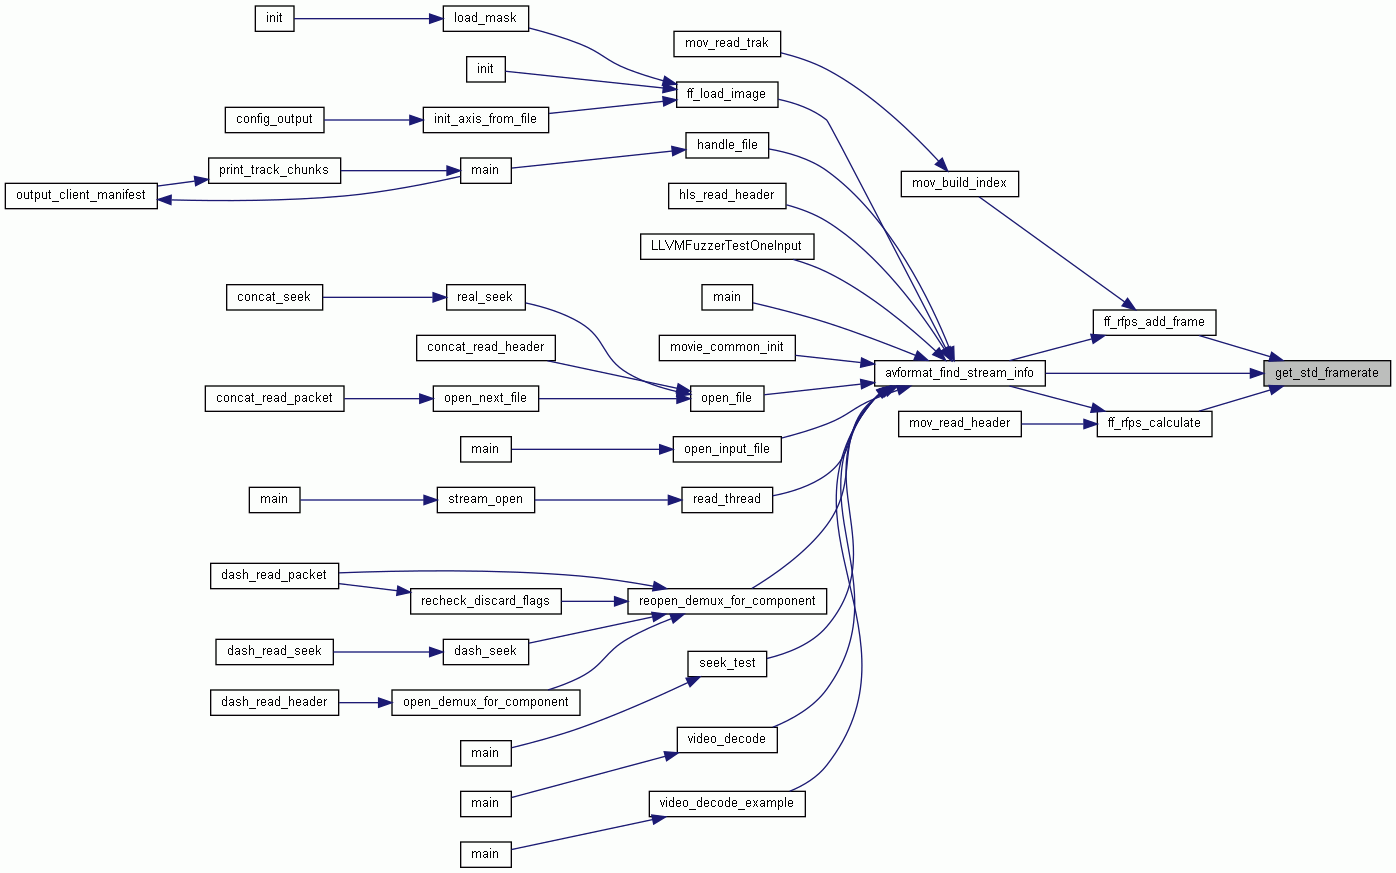 init
load_mask
mov_read_trak
init
ff_load_image
config_output
init_axis_from_file
handle_file
print_track_chunks
main
output_client_manifest
hls_read_header
mov_build_index
LLVMFuzzerTestOneInput
concat_seek
real_seek
main
ff_rfps_add_frame
concat_read_header
movie_common_init
avformat_find_stream_info
get_std_framerate
concat_read_packet
open_next_file
open_file
mov_read_header
ff_rfps_calculate
main
open_input_file
main
stream_open
read_thread
dash_read_packet
recheck_discard_flags
reopen_demux_for_component
dash_read_seek
dash_seek
seek_test
dash_read_header
open_demux_for_component
main
video_decode
main
video_decode_example
main